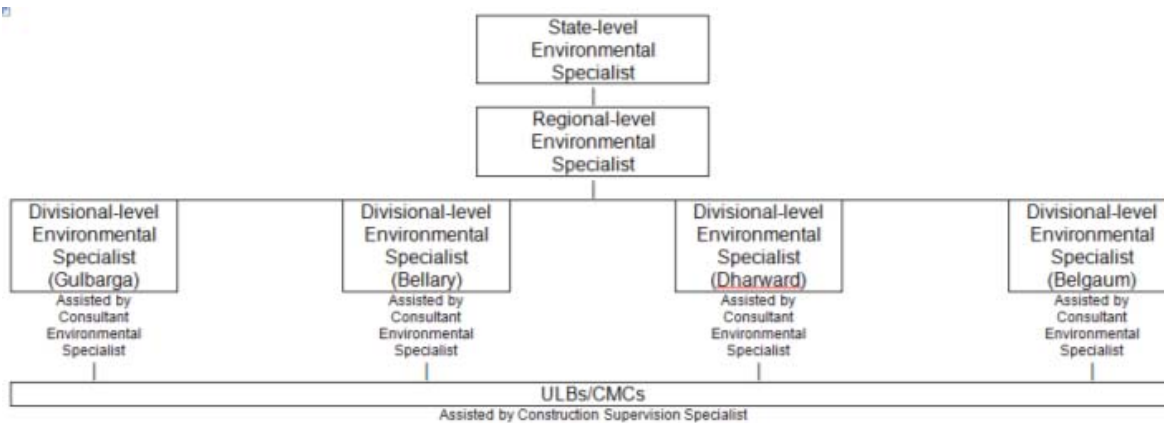 State-level
Environmental
Specialist
Regional-level
Environmental
Specialist
Divisional-level
Environmental
Specialist
(Gulbarga)
Assisted by
Consultant
Environmental
Specialist
Divisional-level
Environmental
Specialist
(Bellary)
Assisted by
Consultant
Environmental
Specialist
Divisional-level
Environmental
Specialist
(Dharward)
Assisted by
Consultant
Environmental
Specialist
Divisional-level
Environmental
Specialist
(Belgaum)
Assisted by
Consultant
Environmental
Specialist
ULBs/CMCs
Assisted by Construction Supervision Specialist